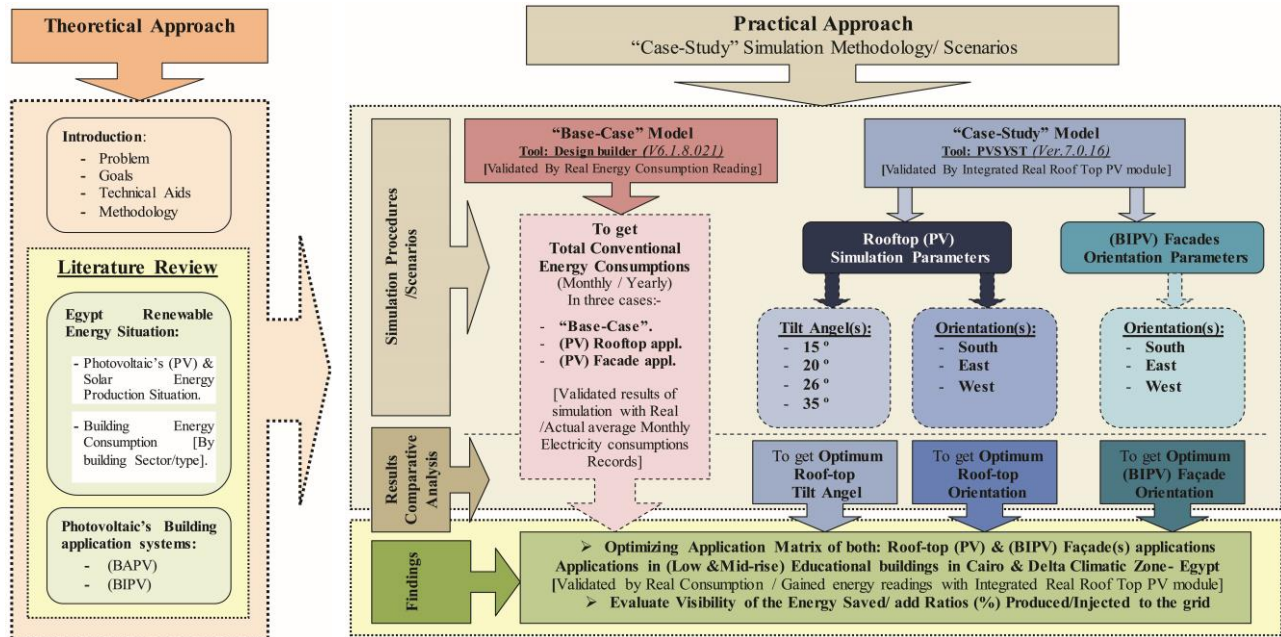 Theoretical Approach
Introduction:
- Problem
- Goals
- Technical Aids
- Methodology
Literature Review
Egypt Renewable
Energy Situation:
- Photovoltaic's (PV) &
Solar Energy
Production Situation.
- Building Energy
Consumption [By
building Sector/type].
Photovoltaic's Building
application systems:
- (BAPV)
- (BIPV)
Practical Approach
“Case-Study” Simulation Methodology/ Scenarios
Simulation Procedures
/Scenarios
“Base-Case” Model
Tool: Design builder (V6.1.8.021)
[Validated By Real Energy Consumption Reading]
To get
Total Conventional
Energy Consumptions
(Monthly / Yearly)
In three cases:-
- “Base-Case”.
- (PV) Rooftop appl.
- (PV) Facade appl.
[Validated results of
simulation with Real
/Actual average Monthly
Electricity consumptions
Records]
“Case-Study” Model
Tool: PVSYST (Ver.7.0.16)
[Validated By Integrated Real Roof Top PV module]
Rooftop (PV)
Simulation Parameters
(BIPV) Facades
Orientation Parameters
Tilt Angel(s):
- 15 º
- 20 º
- 26 º
- 35 º
Orientation(s):
- South
- East
- West
Orientation(s):
- South
- East
- West
Results
Comparative
Analysis
To get Optimum
Roof-top
Tilt Angel
To get Optimum
Roof-top
Orientation
To get Optimum
(BIPV) Façade
Orientation
Findings
➢ Optimizing Application Matrix of both: Roof-top (PV) & (BIPV) Façade(s) applications
Applications in (Low &Mid-rise) Educational buildings in Cairo & Delta Climatic Zone- Egypt
[Validated by Real Consumption / Gained energy readings with Integrated Real Roof Top PV module]
➢ Evaluate Visibility of the Energy Saved/ add Ratios (%) Produced/Injected to the grid